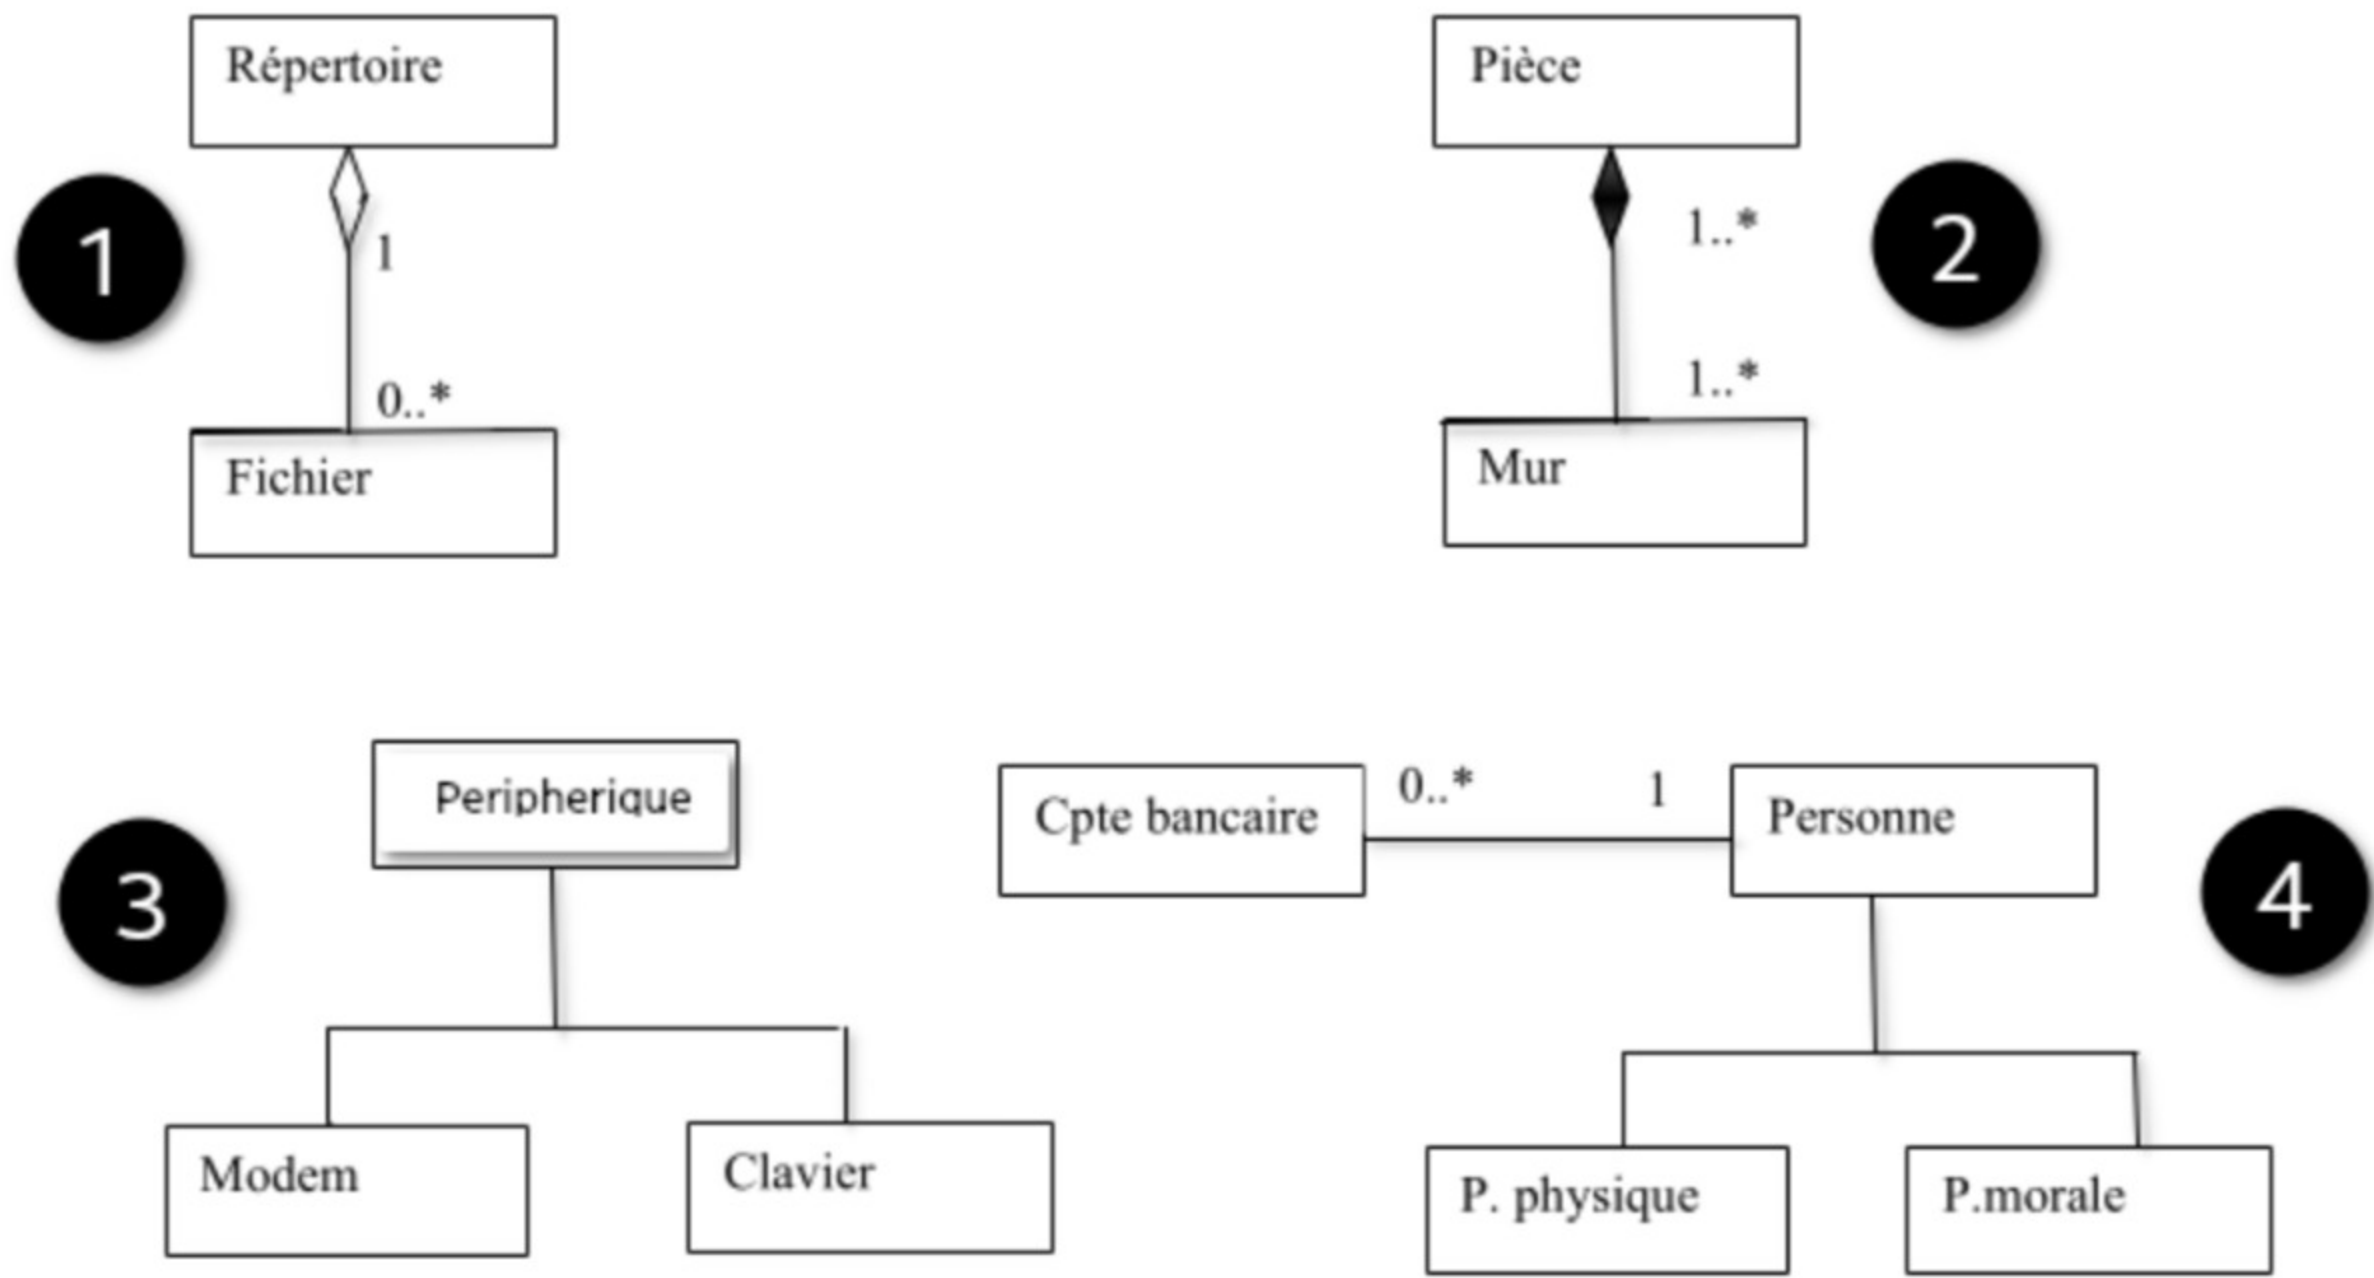 Répertoire
1
1
0..*
Fichier
Pièce
1..*
2
1..*
Mur
3
Peripherique
Modem
Clavier
Cpte bancaire
0..*
1
Personne
4
P. physique
P.morale